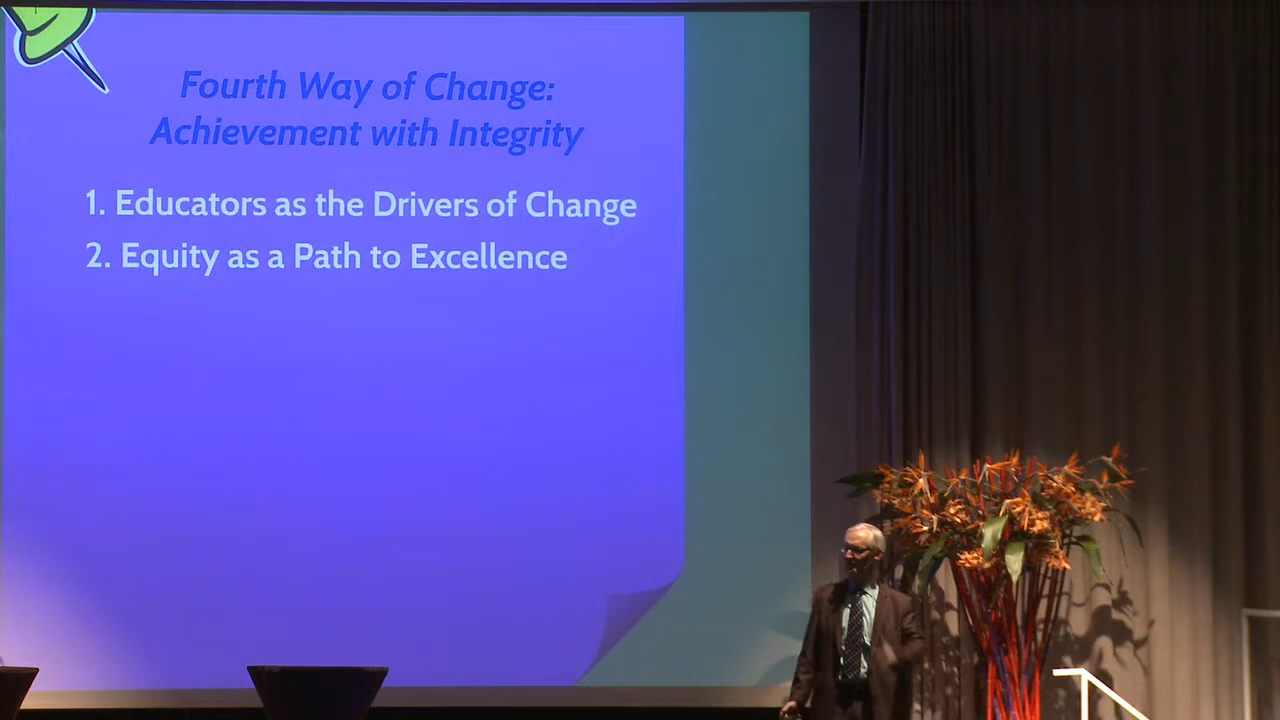 Fourth Way of Change:
Achievement with Integrity
1. Educators as the Drivers of Change
2. Equity as a Path to Excellence